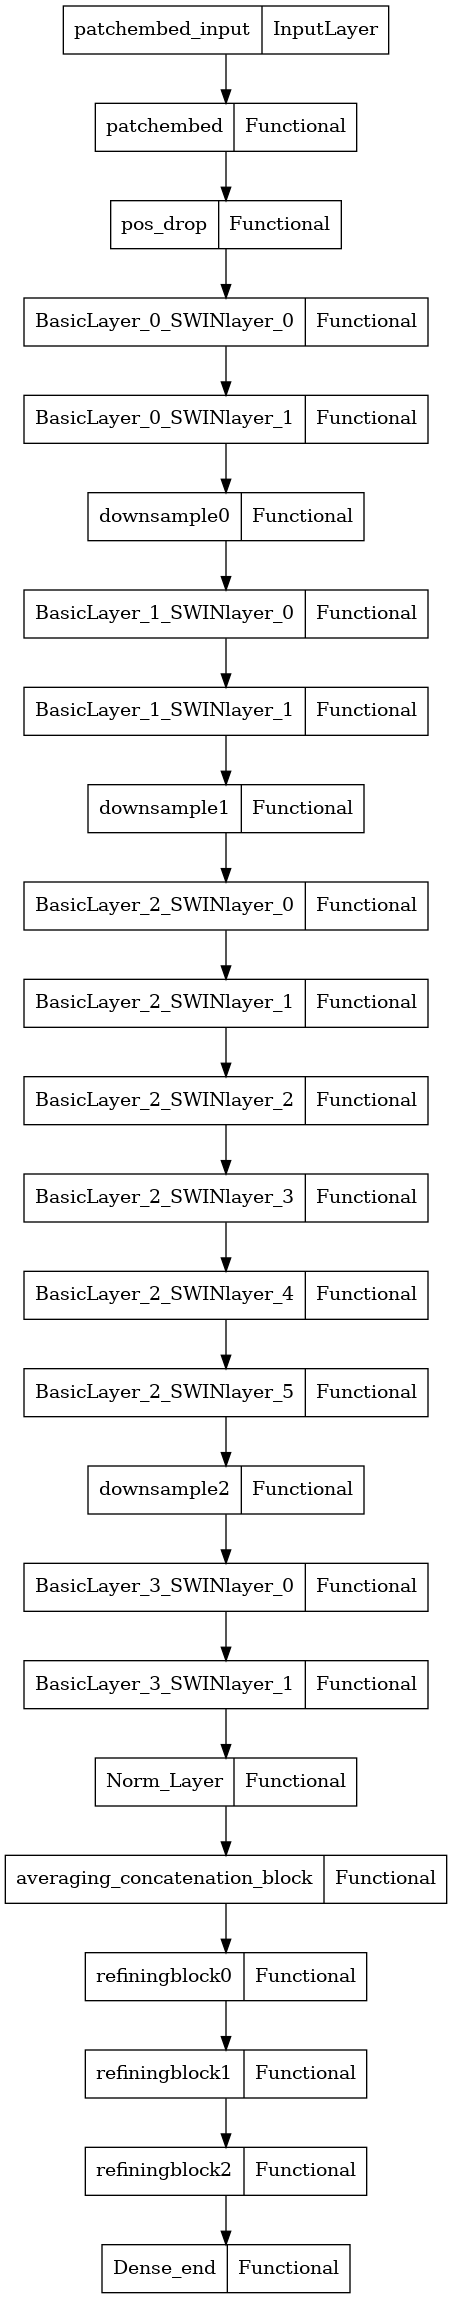 patchembed_input InputLayer
patchembed Functional
pos_drop Functional
BasicLayer_0_SWINlayer_0 Functional
BasicLayer_0_SWINlayer_1 Functional
downsample0 Functional
BasicLayer_1_SWINlayer_0 Functional
BasicLayer_1_SWINlayer_1 Functional
downsample1 Functional
BasicLayer_2_SWINlayer_0 Functional
BasicLayer_2_SWINlayer_1 Functional
BasicLayer_2_SWINlayer_2 Functional
BasicLayer_2_SWINlayer_3 Functional
BasicLayer_2_SWINlayer_4 Functional
BasicLayer_2_SWINlayer_5 Functional
downsample2 Functional
BasicLayer_3_SWINlayer_0 Functional
BasicLayer_3_SWINlayer_1 Functional
Norm_Layer Functional
averaging_concatenation_block Functional
refiningblock0 Functional
refiningblock1 Functional
refiningblock2 Functional
Dense_end Functional